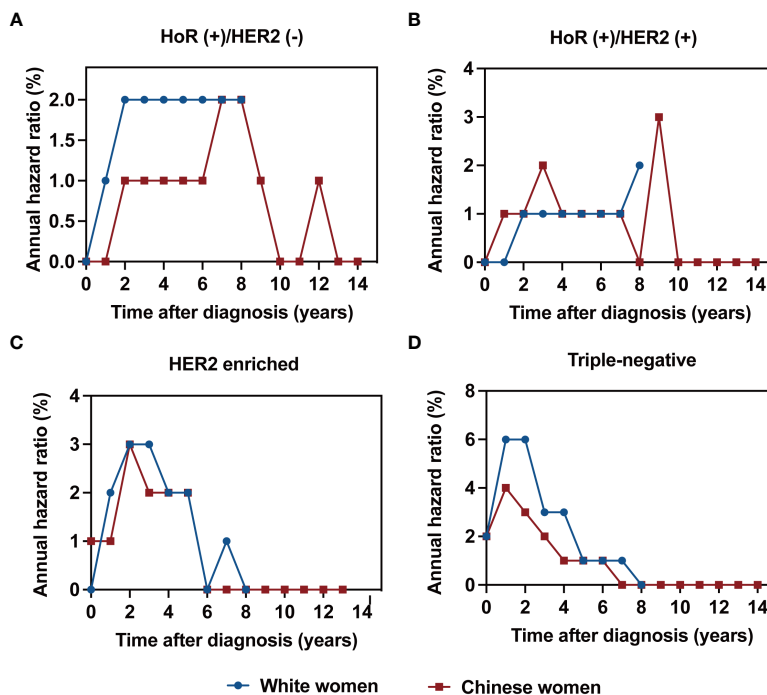 A
HoR (+)/HER2 (-)
Annual hazard ratio (%)
2.0
1.5
1.0
0.5
0.0
0 2 4 6 8 10 12 14
Time after diagnosis (years)
B
HoR (+)/HER2 (+)
Annual hazard ratio (%)
4
3
2
1
0
0 2 4 6 8 10 12 14
Time after diagnosis (years)
C
HER2 enriched
Annual hazard ratio (%)
4
3
2
1
0
0 2 4 6 8 10 12 14
Time after diagnosis (years)
D
Triple-negative
Annual hazard ratio (%)
8
6
4
2
0
0 2 4 6 8 10 12 14
Time after diagnosis (years)
White women Chinese women